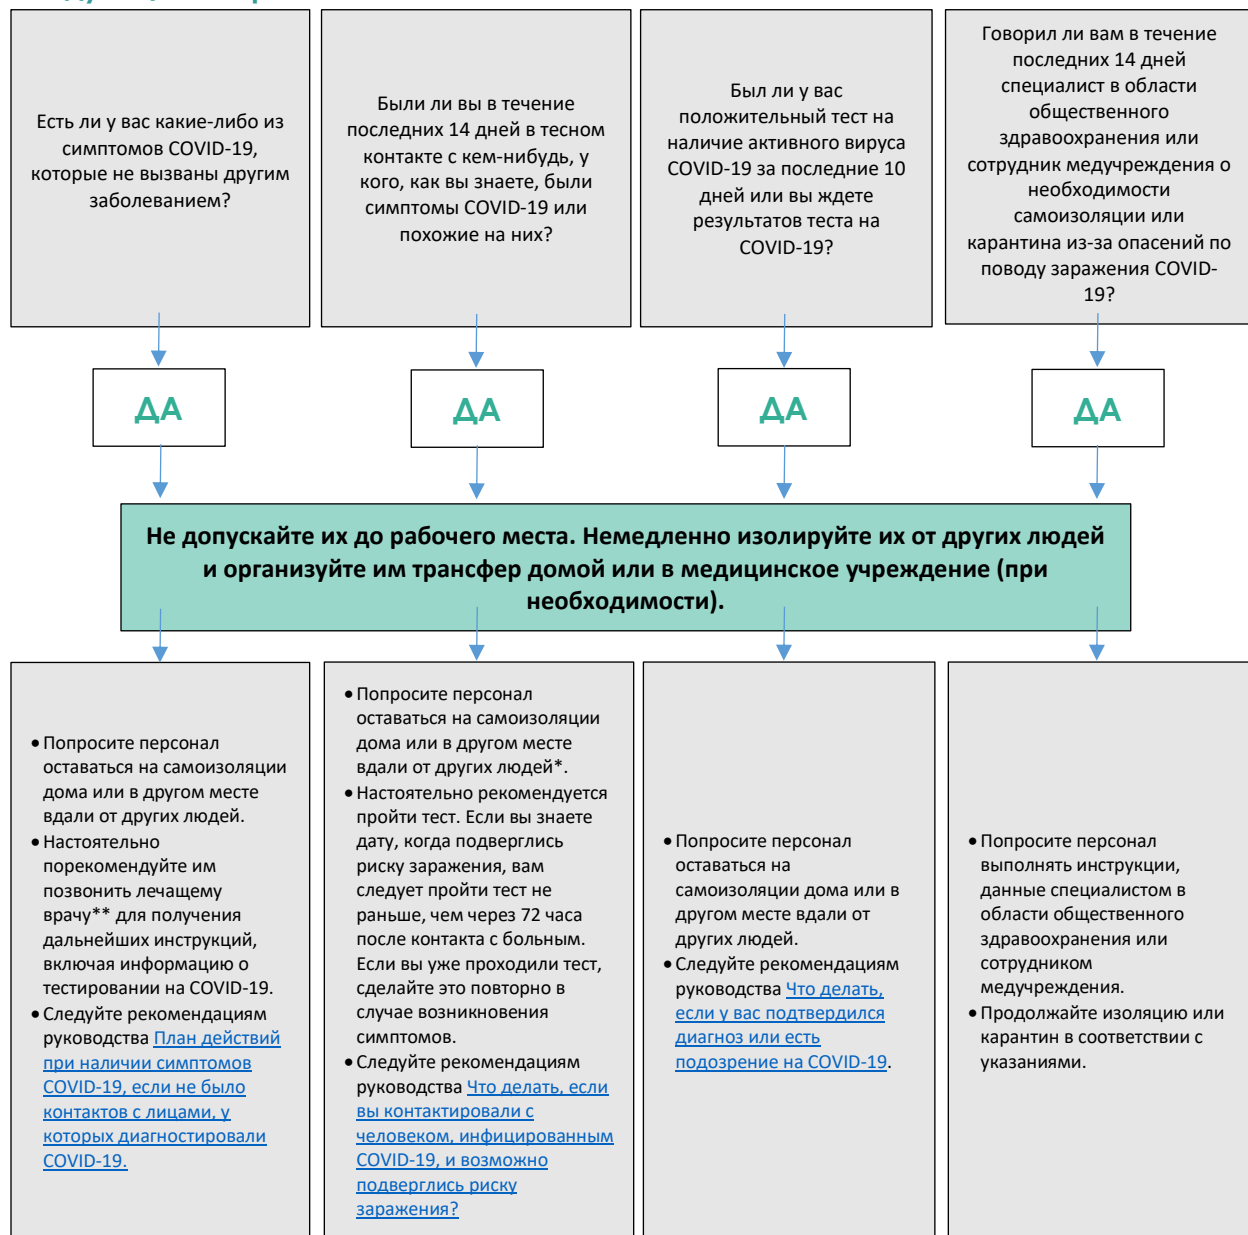 Есть ли у вас какие-либо из
симптомов COVID-19,
которые не вызваны другим
заболеванием?
Были ли вы в течение
последних 14 дней в тесном
контакте с кем-нибудь, у
кого, как вы знаете, были
симптомы COVID-19 или
похожие на них?
Был ли у вас
положительный тест на
наличие активного вируса
COVID-19 за последние 10
дней или вы ждете
результатов теста на
COVID-19?
Говорил ли вам в течение
последних 14 дней
специалист в области
общественного
здравоохранения или
сотрудник медучреждения о
необходимости
самоизоляции или
карантина из-за опасений по
поводу заражения COVID-
19?
ДА
ДА
ДА
ДА
Не допускайте их до рабочего места. Немедленно изолируйте их от других людей
и организуйте им трансфер домой или в медицинское учреждение (при
необходимости).
• Попросите персонал
оставаться на самоизоляции
дома или в другом месте
вдали от других людей.
• Настоятельно
порекомендуйте им
позвонить лечащему
врачу** для получения
дальнейших инструкций,
включая информацию о
тестировании на COVID-19.
• Следуйте рекомендациям
руководства План действий
при наличии симптомов
COVID-19, если не было
контактов с лицами, у
которых диагностировали
COVID-19.
• Попросите персонал
оставаться на самоизоляции
дома или в другом месте
вдали от других людей*.
• Настоятельно рекомендуется
пройти тест. Если вы знаете
дату, когда подверглись
риску заражения, вам
следует пройти тест не
раньше, чем через 72 часа
после контакта с больным.
Если вы уже проходили тест,
сделайте это повторно в
случае возникновения
симптомов.
• Следуйте рекомендациям
руководства Что делать, если
вы контактировали с
человеком, инфицированным
COVID-19, и возможно
подверглись риску
заражения?
• Попросите персонал
оставаться на
самоизоляции дома или в
другом месте вдали от
других людей.
• Следуйте рекомендациям
руководства Что делать,
если у вас подтвердился
диагноз или есть
подозрение на COVID-19.
• Попросите персонал
выполнять инструкции,
данные специалистом в
области общественного
здравоохранения или
сотрудником
медучреждения.
• Продолжайте изоляцию или
карантин в соответствии с
указаниями.